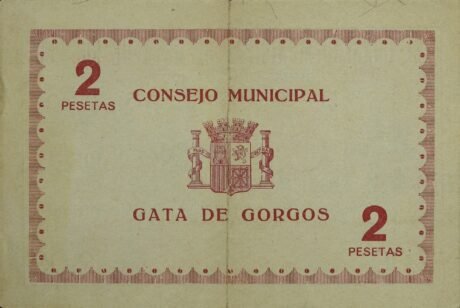 2
PESETAS
CONSEJO MUNICIPAL
GATA DE GORGOS
2
PESETAS